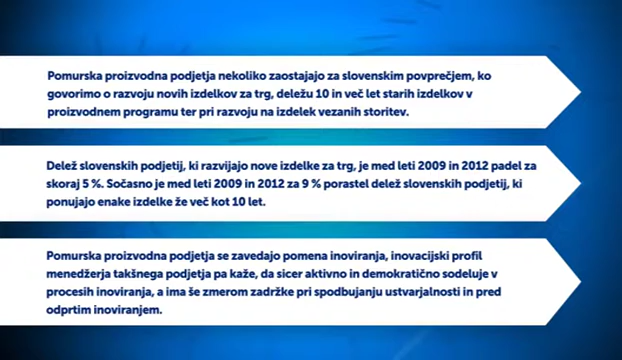 Pomurska proizvodna podjetja nekoliko zaostajajo za slovenskim povprečjem, ko
govorimo o razvoju novih izdelkov za trg, deležu 10 in več let starih izdelkov v
proizvodnem programu ter pri razvoju na izdelek vezanih storitev.
Delež slovenskih podjetij, ki razvijajo nove izdelke za trg, je med leti 2009 in 2012 padel za
skoraj 5 %. Sočasno je med leti 2009 in 2012 za 9 % porastel delež slovenskih podjetij, ki
ponujajo enake izdelke že več kot 10 let.
Pomurska proizvodna podjetja se zavedajo pomena inoviranja, inovacijski profil
menedžerja takšnega podjetja pa kaže, da sicer aktivno in demokratično sodeluje v
procesih inoviranja, a ima še zmerom zadržke pri spodbujanju ustvarjalnosti in pred
odprtim inoviranjem.